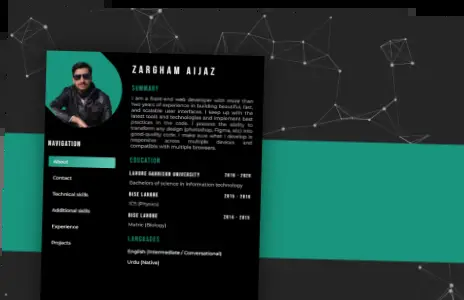 ZARGHAM AIJAZ
SUMMARY
I am a front-end web developer with more than
two years of experience in building beautiful, fast,
and scalable user interfaces. I keep up with the
latest tools and technologies and implement best
practices in the code. I possess the ability to
transform any design (photoshop, Figma, etc) into
good-quality code. I make sure when I develop is
responsive across multiple devices and
compatible with multiple browsers.
NAVIGATION
About
Contact
Technical skills
Additional skills
Experience
Projects
EDUCATION
LAHORE GARRISON UNIVERSITY 2016 - 2020
Bachelors of science in information technology
RISE LAHORE 2015 - 2016
ICS (Physics)
RISE LAHORE 2014 - 2015
Matric (Biology)
LANGUAGES
English (Intermediate / Conversational)
Urdu (Native)